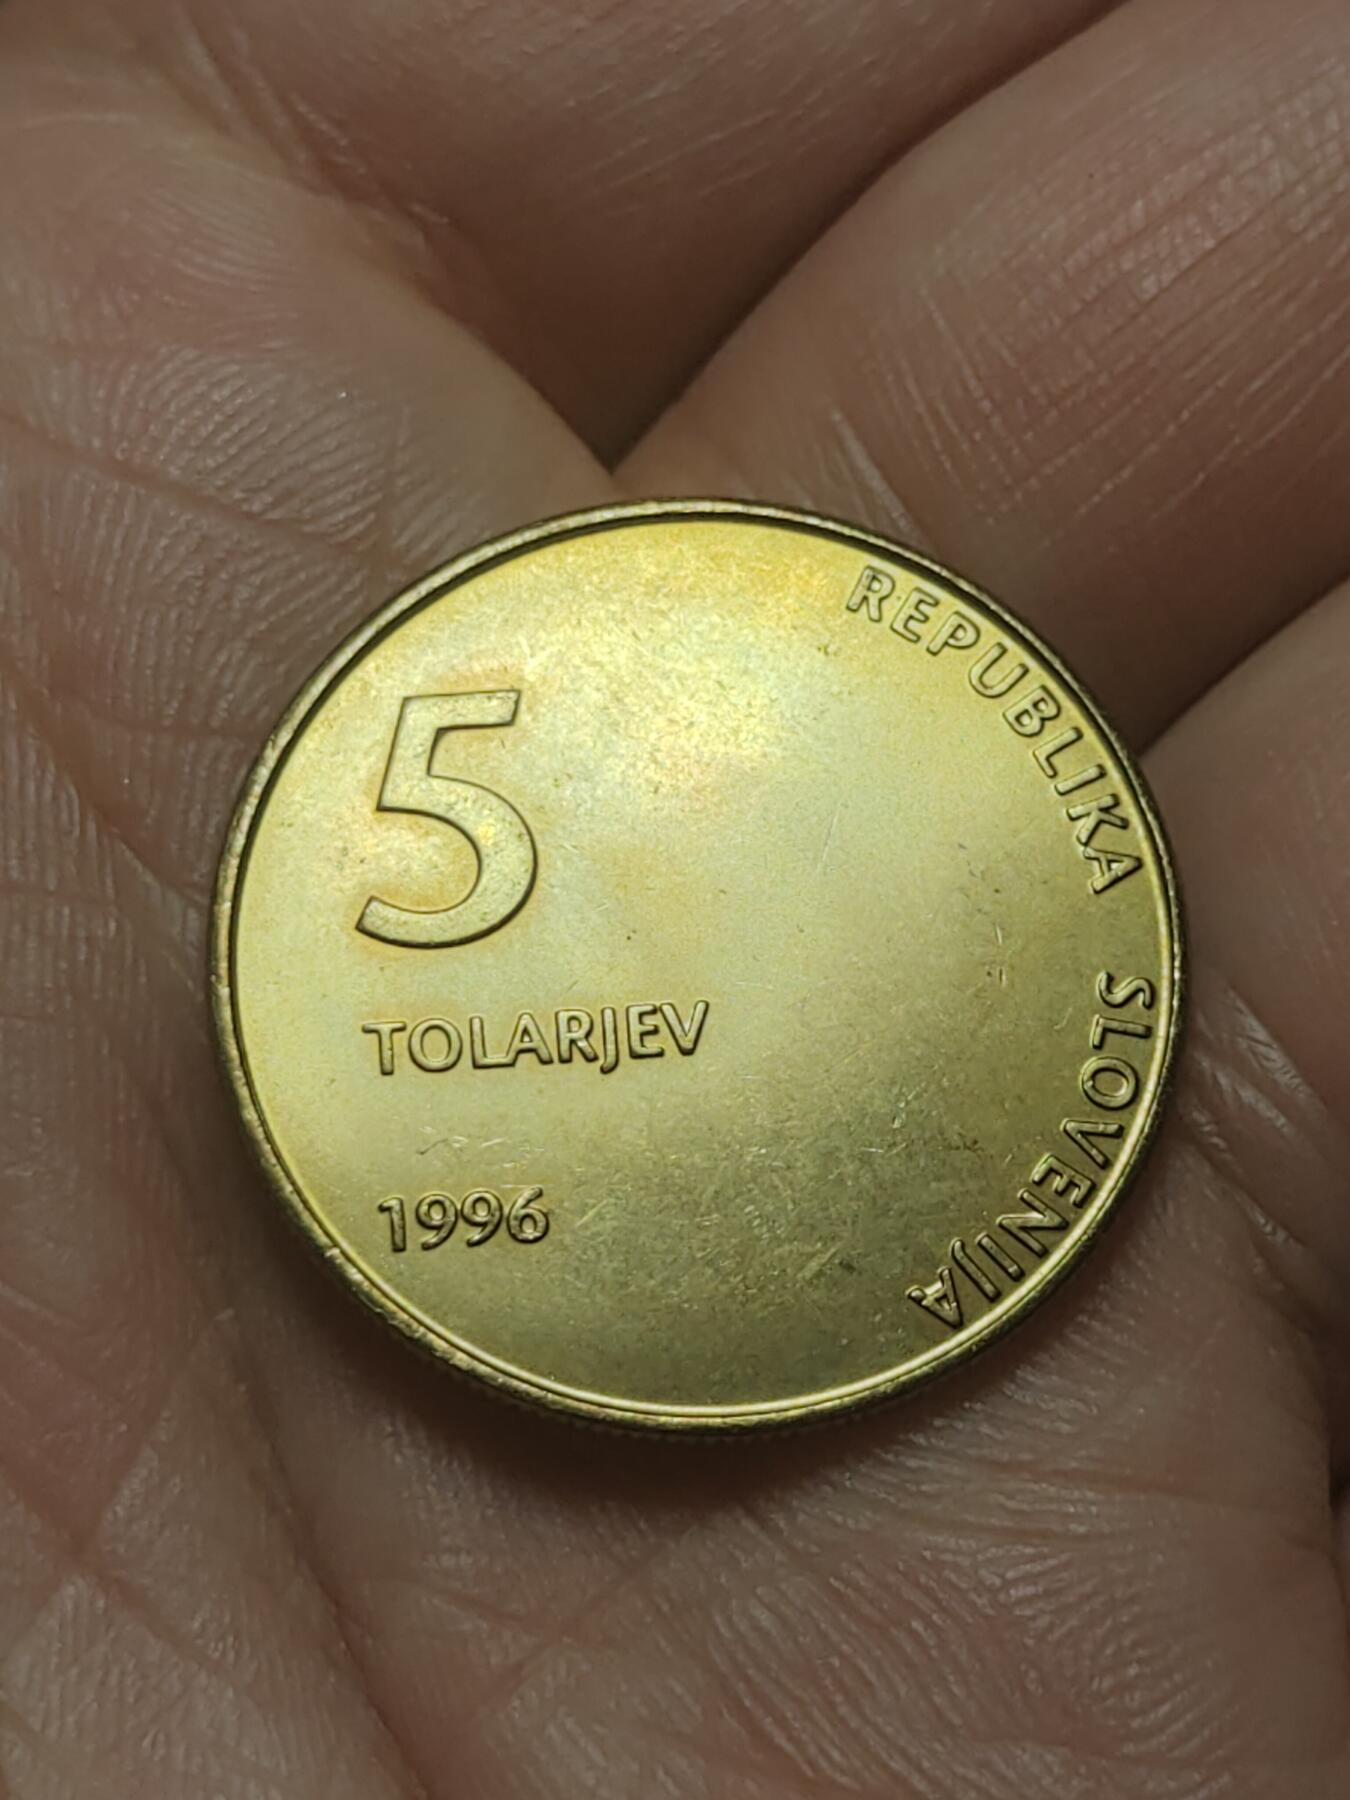 5
TOLARJEV
1996
REPUBLIKA SLOVENIJA